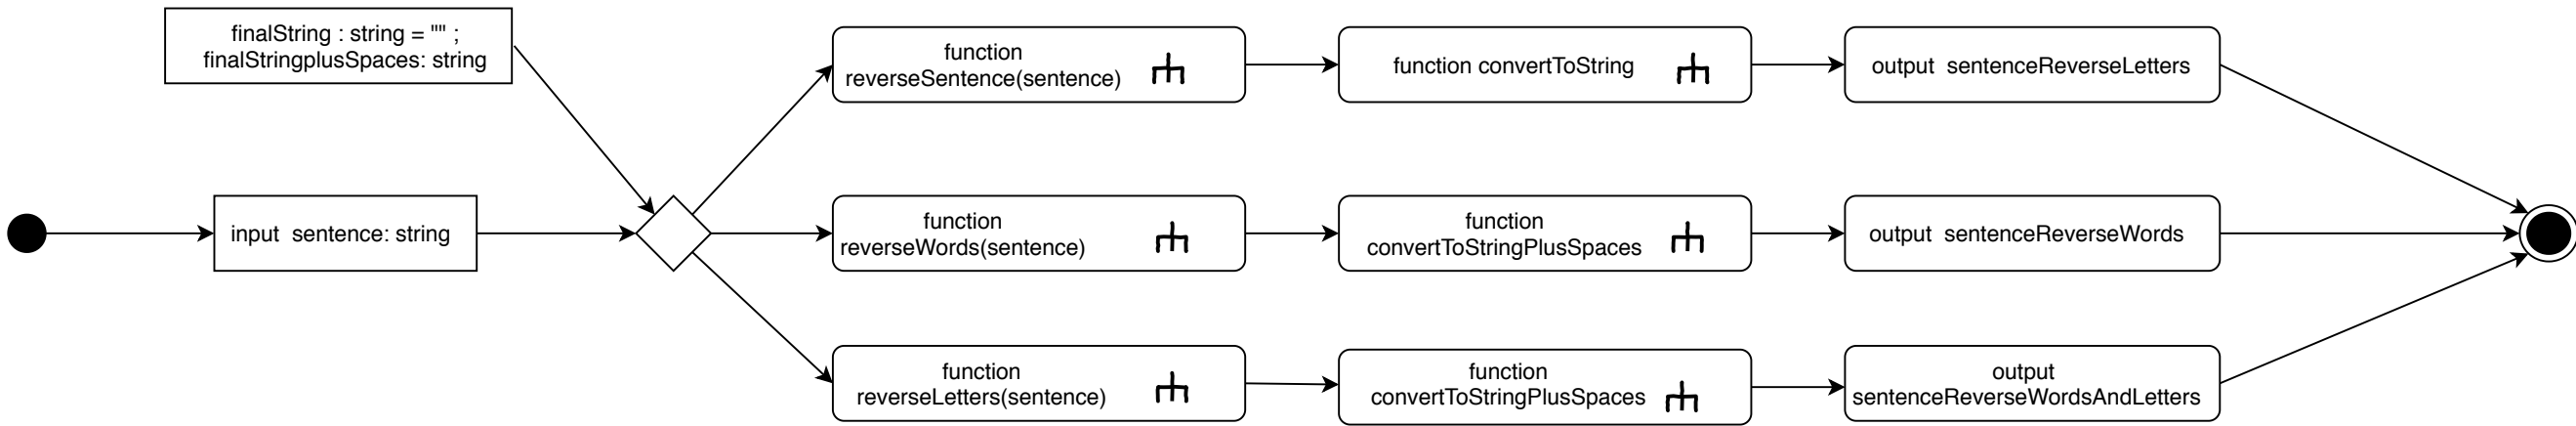 finalString : string = "" ;
finalStringplusSpaces: string
input sentence: string
function
reverseSentence(sentence)
function convertToString
output sentenceReverseLetters
function
reverseWords(sentence)
function
convertToStringPlusSpaces
output sentenceReverseWords
function
reverseLetters(sentence)
function
convertToStringPlusSpaces
output
sentenceReverseWordsAndLetters